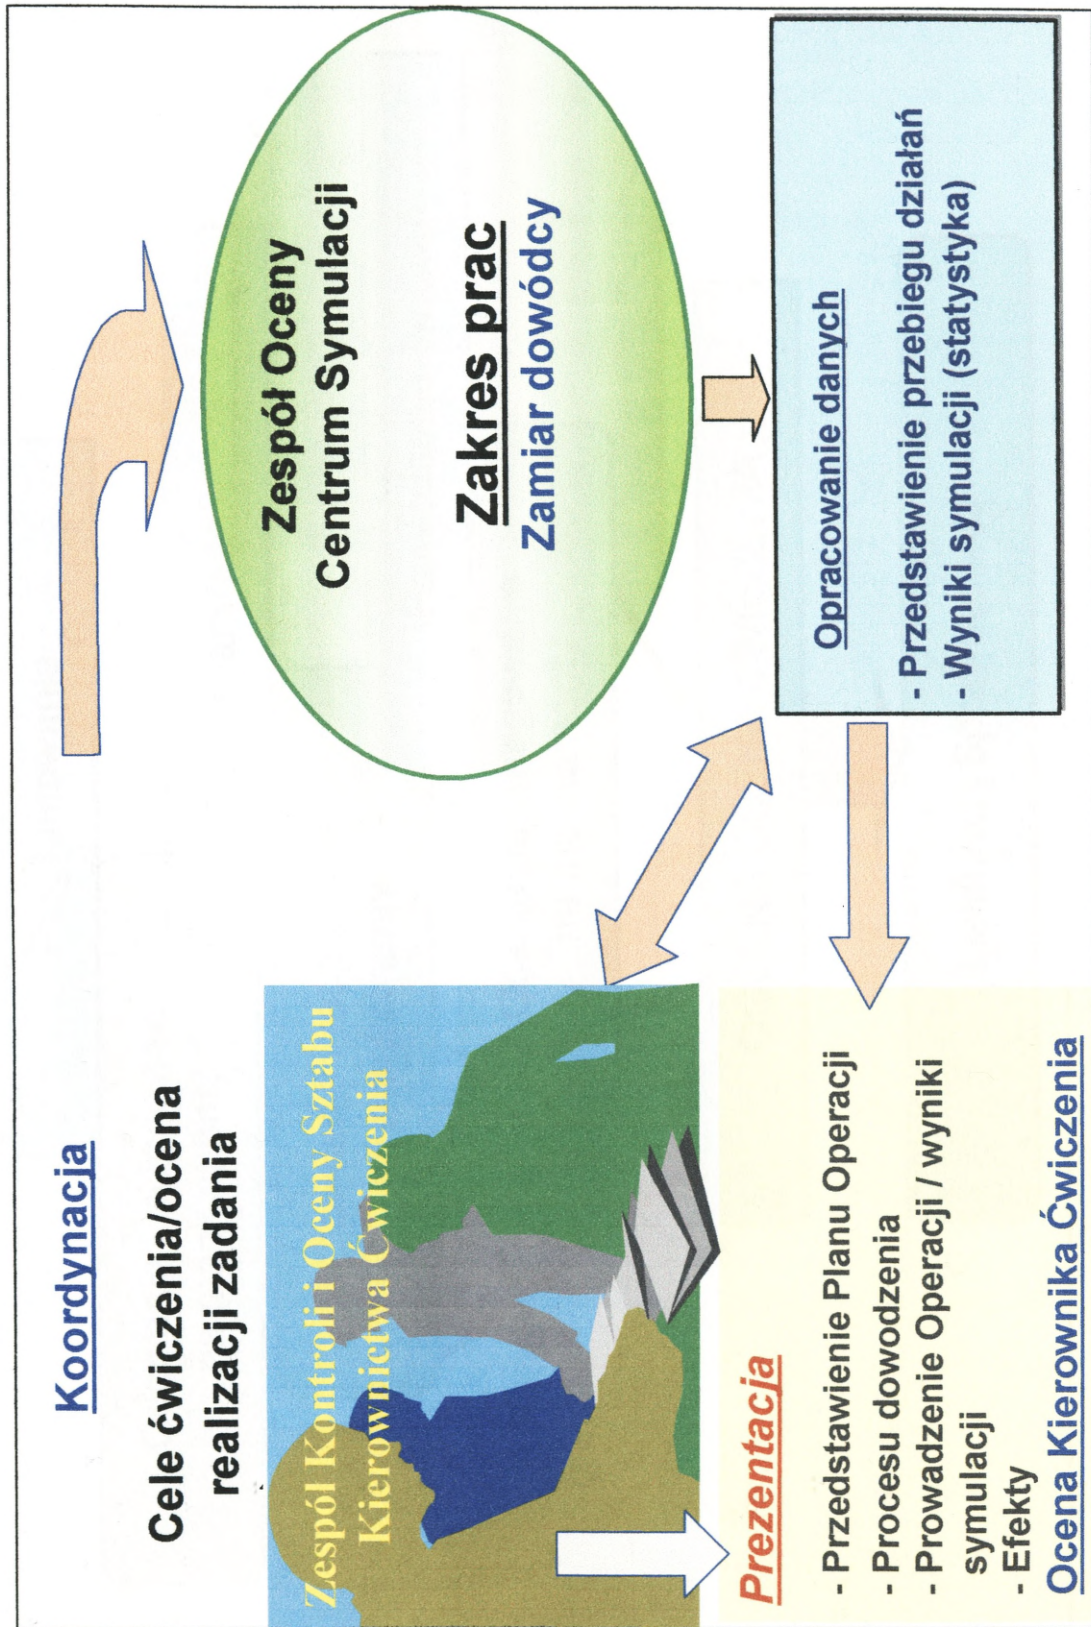 Koordynacja
Cele ćwiczenia/ocena
realizacji zadania
Zespół Kontroli i Oceny Sztabu
Kierownictwa Ćwiczenia
Prezentacja
- Przedstawienie Planu Operacji
- Procesu dowodzenia
- Prowadzenie Operacji / wyniki
symulacji
- Efekty
Ocena Kierownika Ćwiczenia
Zespół Oceny
Centrum Symulacji
Zakres prac
Zamiar dowódcy
Opracowanie danych
- Przedstawienie przebiegu działań
- Wyniki symulacji (statystyka)